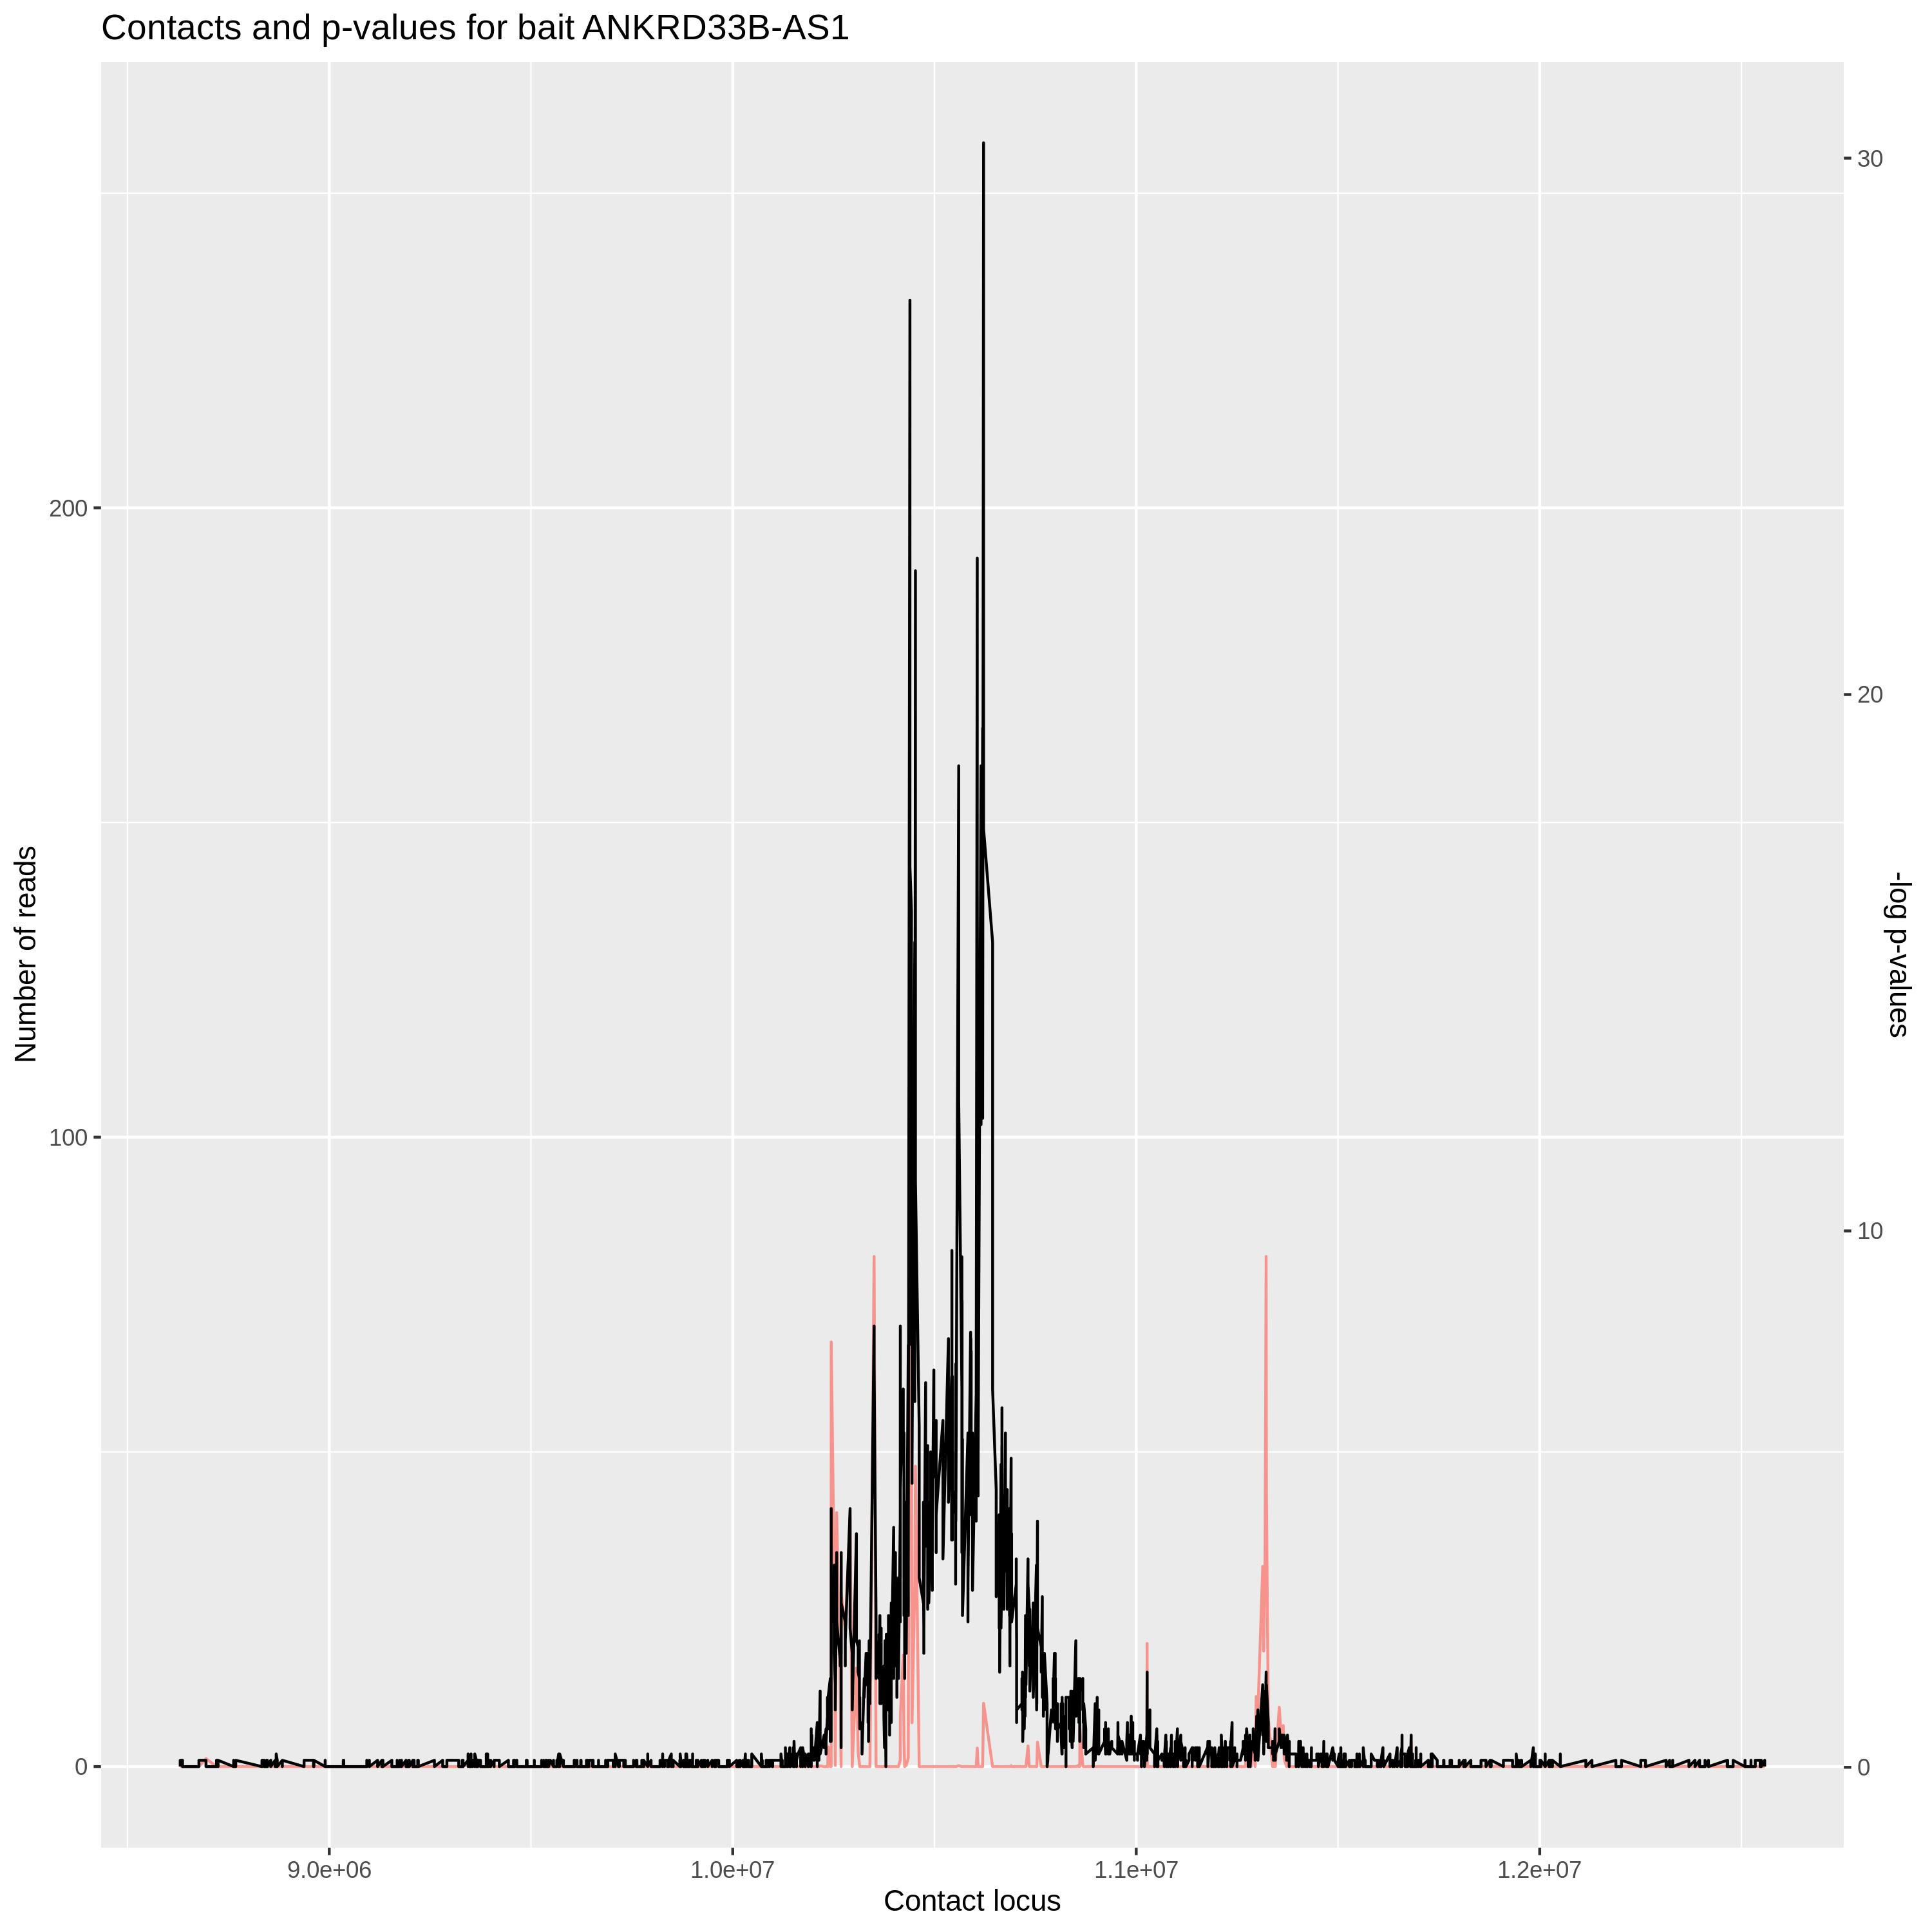 Contacts and p-values for bait ANKRD33B-AS1
30
200
20
Number of reads
-log p-values
10
100
0
0
9.0e+06
1.0e+07
1.1e+07
1.2e+07
Contact locus